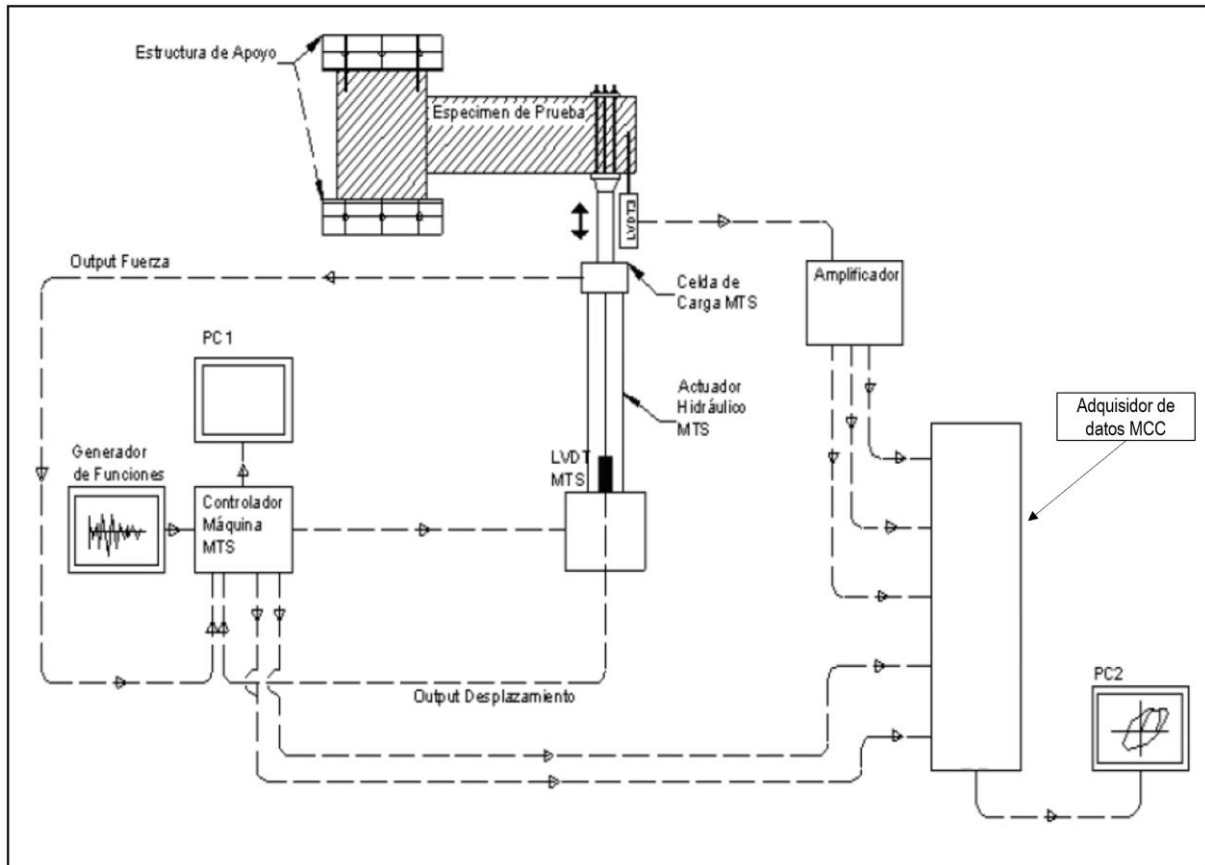 Estructura de Apoyo
Especimen de Prueba
Output Fuerza
LVDT3
Celda de
Carga MTS
Amplificador
PC1
Actuador
Hidráulico
MTS
Adquisidor de
datos MCC
Generador
de Funciones
LVDT
MTS
Controlador
Máquina
MTS
Output Desplazamiento
PC2